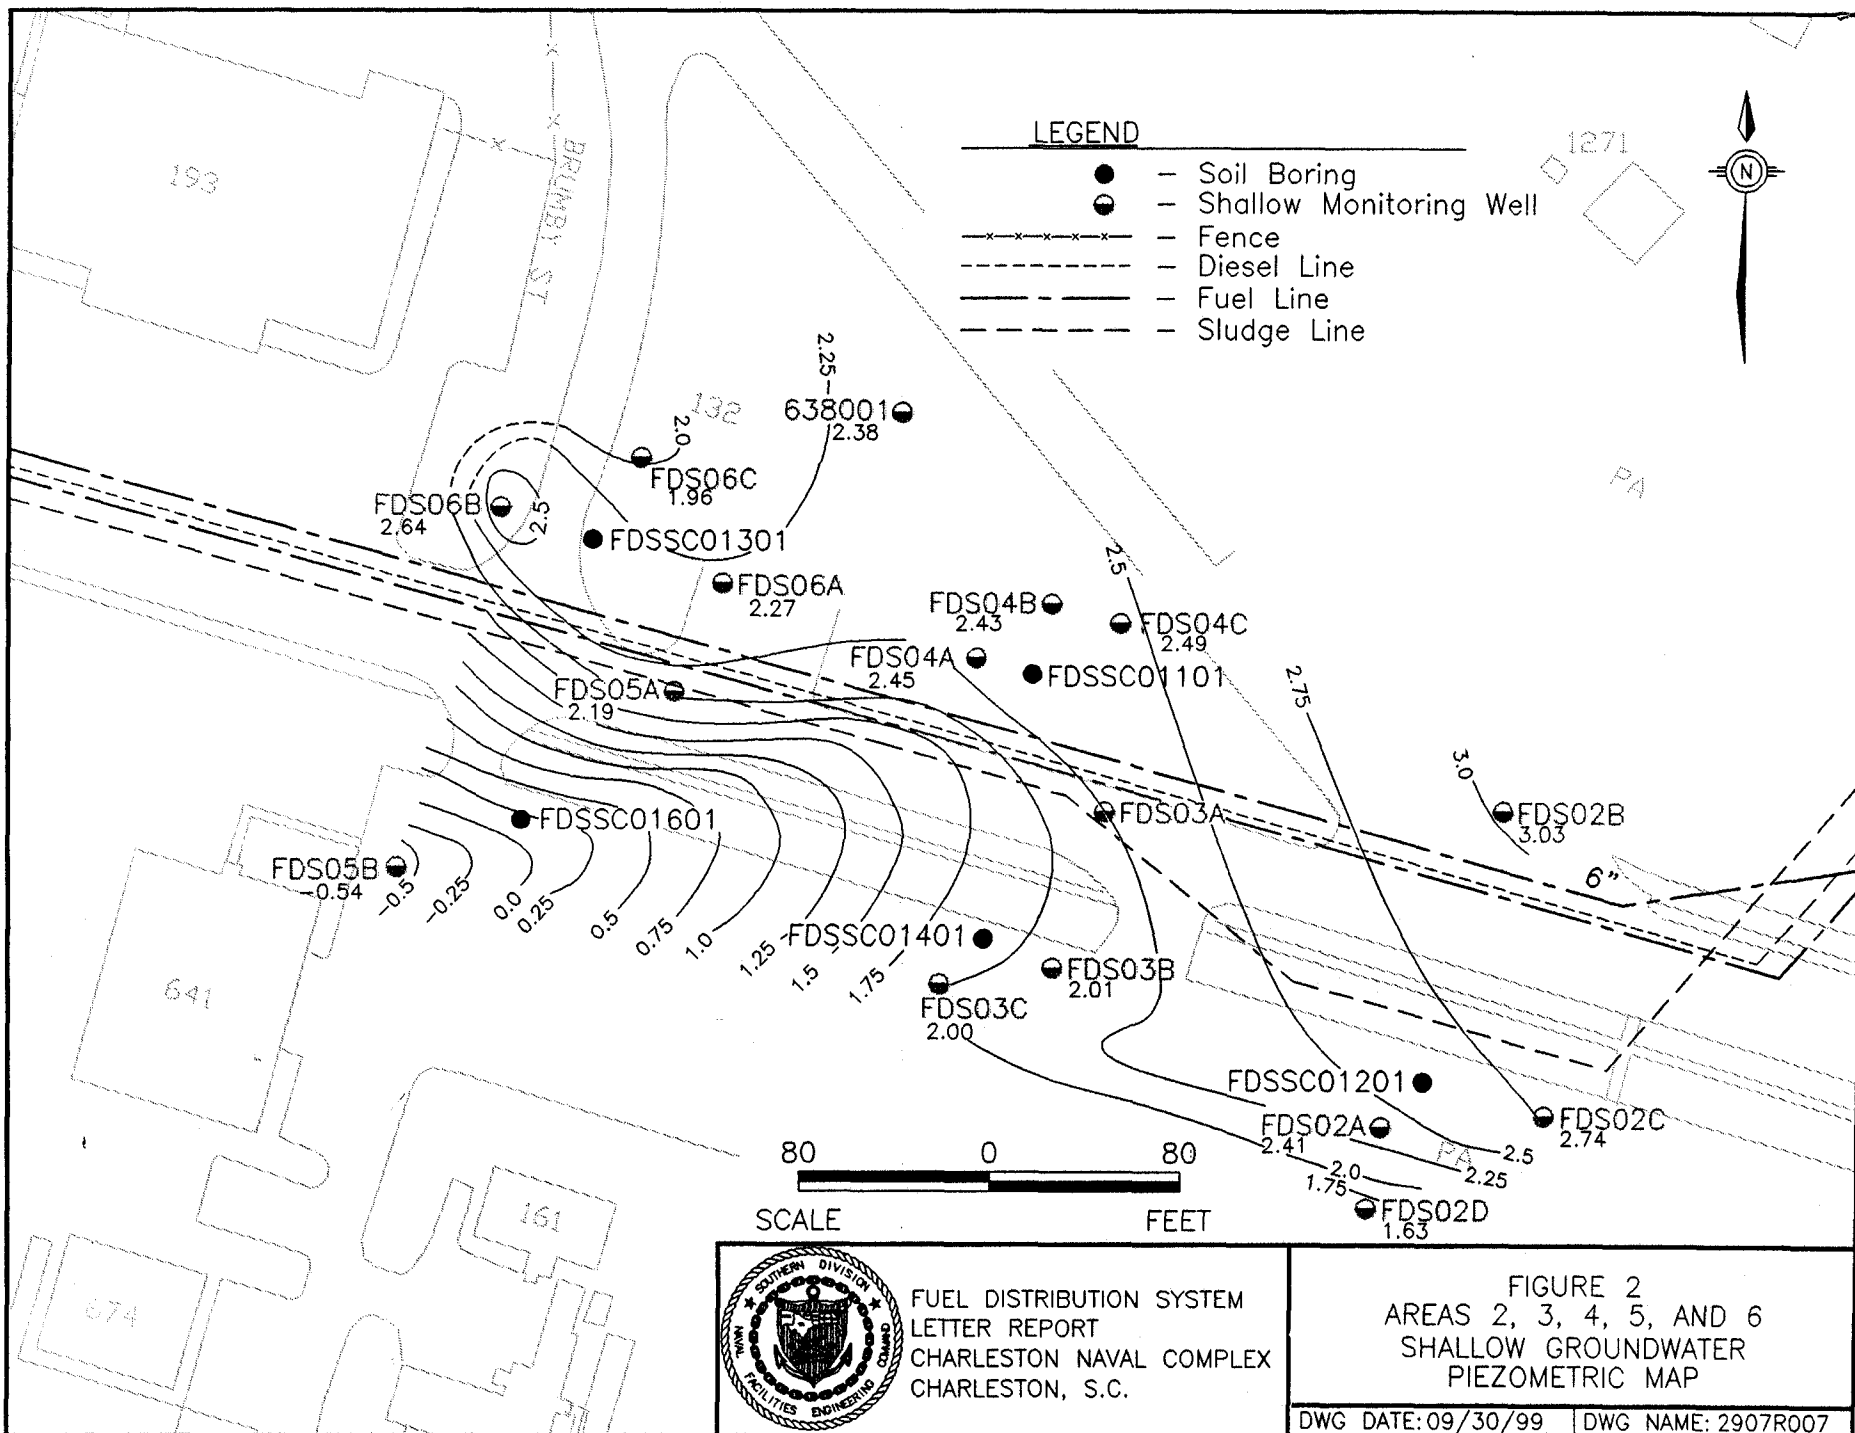 LEGEND
Soil Boring
Shallow Monitoring Well
Fence
Diesel Line
Fuel Line
Sludge Line
N
1271
193
BRUMBY ST
132
2.25
638001
2.38
2.0
FDS06C
1.96
FDS06B
2.64
2.5
FDSSC01301
FDS06A
2.27
2.5
FDS04B
2.43
FDS04C
2.49
FDS04A
2.45
FDSSC01101
PA
2.75
FDS05A
2.19
3.0
FDS02B
3.03
FDS03A
FDSSC01601
6"
FDS05B
-0.54
-0.5
-0.25
0.0
0.25
0.5
0.75
1.0
1.25
1.5
1.75
FDSSC01401
FDS03B
2.01
FDS03C
2.00
641
FDSSC01201
FDS02A
2.41
FDS02C
2.74
PA
2.5
2.25
2.0
1.75
FDS02D
1.63
161
674
80 0 80
SCALE FEET
SOUTHERN DIVISION
NAVAL FACILITIES ENGINEERING COMMAND
FUEL DISTRIBUTION SYSTEM
LETTER REPORT
CHARLESTON NAVAL COMPLEX
CHARLESTON, S.C.
FIGURE 2
AREAS 2, 3, 4, 5, AND 6
SHALLOW GROUNDWATER
PIEZOMETRIC MAP
DWG DATE: 09/30/99 DWG NAME: 2907R007